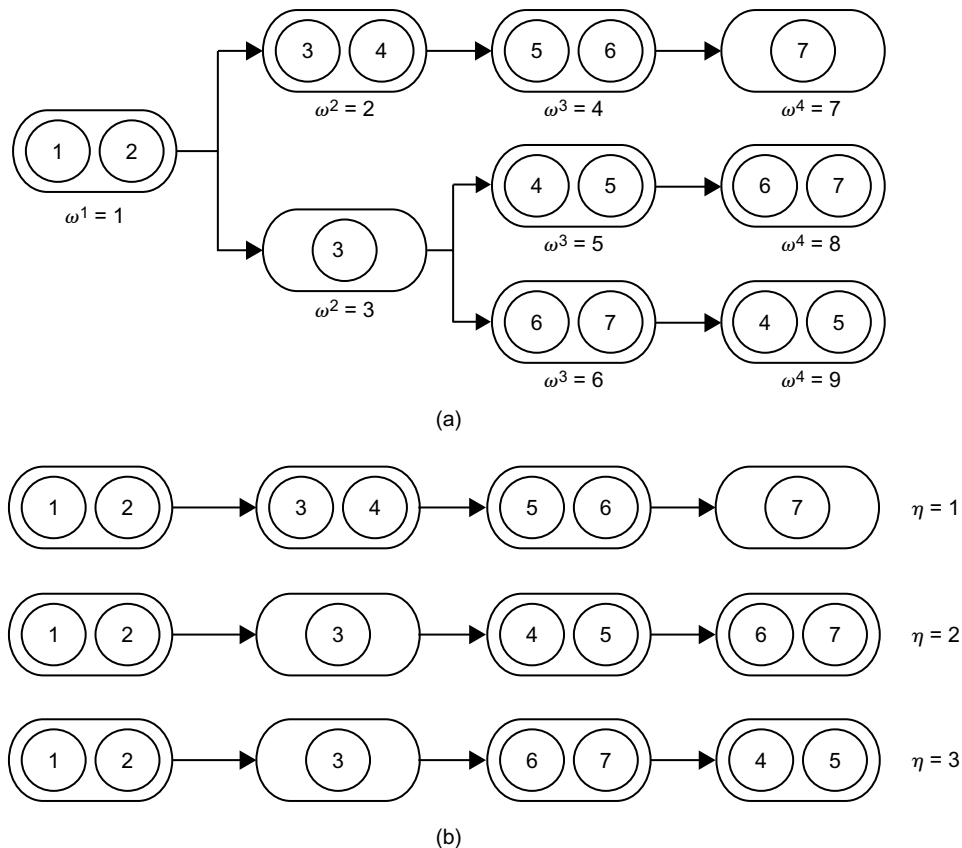 3 4
5 6
7
ω² = 2
ω³ = 4
ω⁴ = 7
1 2
ω¹ = 1
4 5
6 7
ω³ = 5
ω⁴ = 8
3
ω² = 3
6 7
4 5
ω³ = 6
ω⁴ = 9
(a)
1 2 3 4 5 6 7 η = 1
1 2 3 4 5 6 7 η = 2
1 2 3 6 7 4 5 η = 3
(b)